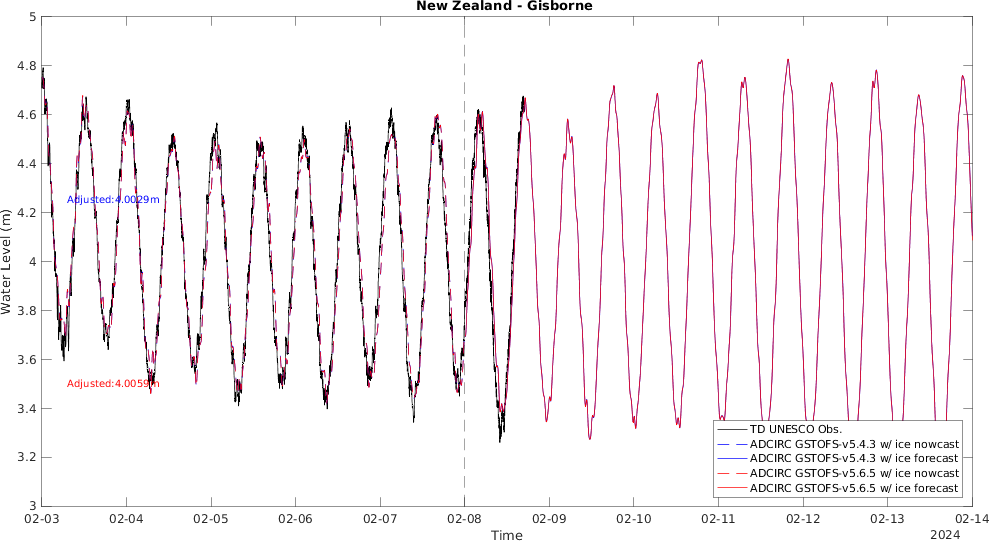 New Zealand - Gisborne
5
4.8
4.6
4.4
4.2
4
3.8
3.6
3.4
3.2
3
Water Level (m)
Adjusted:4.0029m
Adjusted:4.0059m
TD UNESCO Obs.
ADCIRC GSTOFS-v5.4.3 w/ ice nowcast
ADCIRC GSTOFS-v5.4.3 w/ ice forecast
ADCIRC GSTOFS-v5.6.5 w/ ice nowcast
ADCIRC GSTOFS-v5.6.5 w/ ice forecast
02-03 02-04 02-05 02-06 02-07 02-08 02-09 02-10 02-11 02-12 02-13 02-14
Time
2024